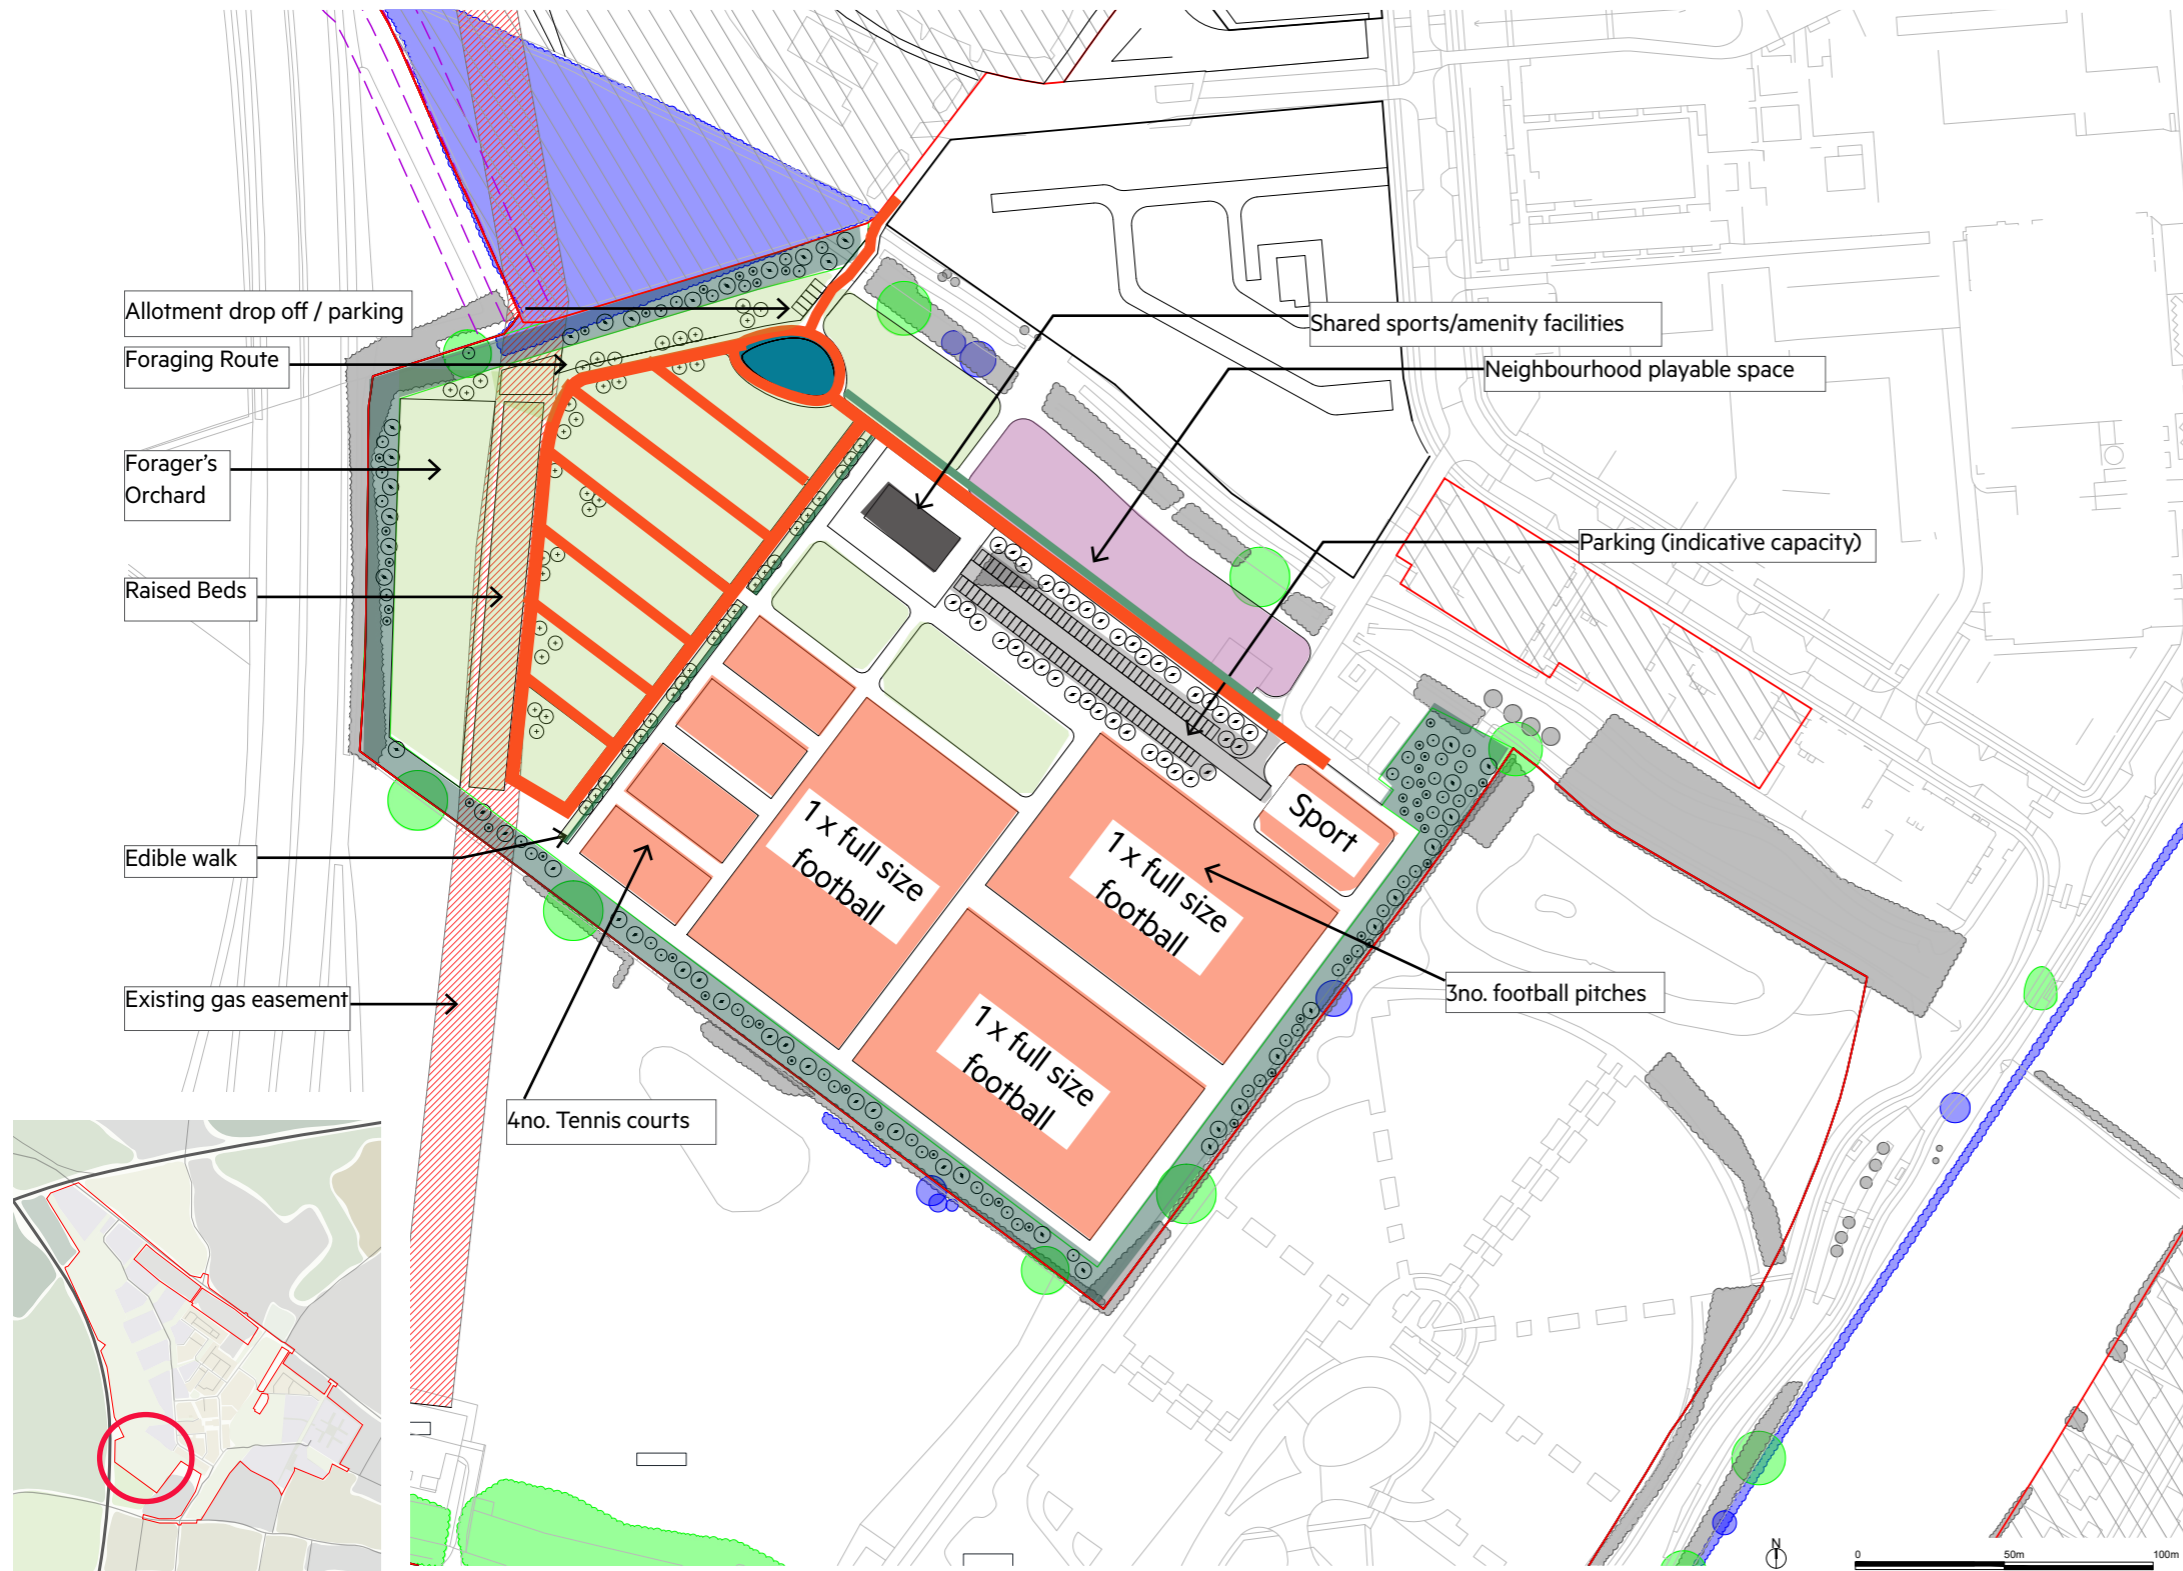 Allotment drop off / parking
Foraging Route
Forager's
Orchard
Raised Beds
Edible walk
Existing gas easement
4no. Tennis courts
Shared sports/amenity facilities
Neighbourhood playable space
Parking (indicative capacity)
Sport
1 x full size
football
1 x full size
football
1 x full size
football
3no. football pitches
N
0 50m 100m